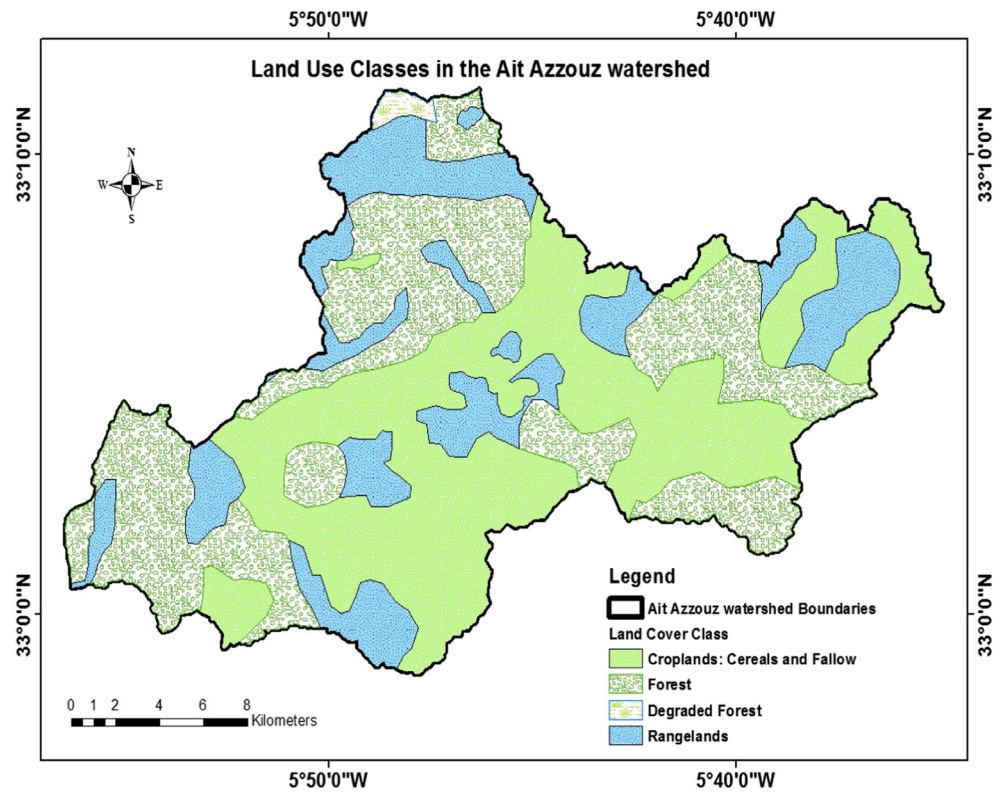 5°50'0"W 5°40'0"W
Land Use Classes in the Ait Azzouz watershed
33°10'0"N 33°10'0"N
N
W E
S
33°0'0"N 33°0'0"N
Legend
Ait Azzouz watershed Boundaries
Land Cover Class
Croplands: Cereals and Fallow
Forest
Degraded Forest
Rangelands
0 1 2 4 6 8
Kilometers
5°50'0"W 5°40'0"W